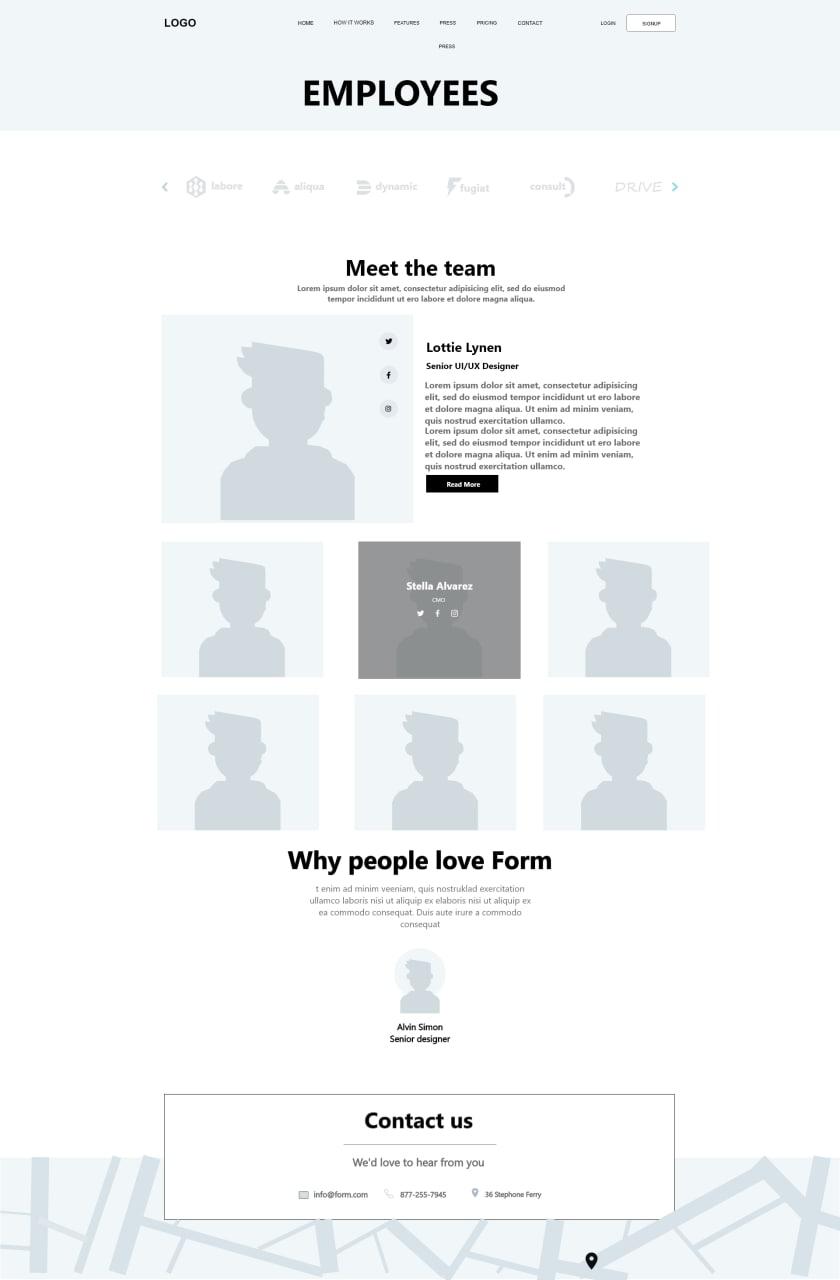 LOGO
HOME
HOW IT WORKS
FEATURES
PRESS
PRICING
CONTACT
LOGIN
SIGNUP
PRESS
EMPLOYEES
labore
aliqua
dynamic
fugiat
consult
DRIVE
Meet the team
Lorem ipsum dolor sit amet, consectetur adipisicing elit, sed do eiusmod
tempor incididunt ut ero labore et dolore magna aliqua.
Lottie Lynen
Senior UI/UX Designer
Lorem ipsum dolor sit amet, consectetur adipisicing
elit, sed do eiusmod tempor incididunt ut ero labore
et dolore magna aliqua. Ut enim ad minim veniam,
quis nostrud exercitation ullamco.
Lorem ipsum dolor sit amet, consectetur adipisicing
elit, sed do eiusmod tempor incididunt ut ero labore
et dolore magna aliqua. Ut enim ad minim veniam,
quis nostrud exercitation ullamco.
Read More
Stella Alvarez
CMO
Why people love Form
t enim ad minim veeniam, quis nostruklad exercitation
ullamco laboris nisi ut aliquip ex elaboris nisi ut aliquip ex
ea commodo consequat. Duis aute irure a commodo
consequat
Alvin Simon
Senior designer
Contact us
We'd love to hear from you
info@form.com
877-255-7945
36 Stephone Ferry